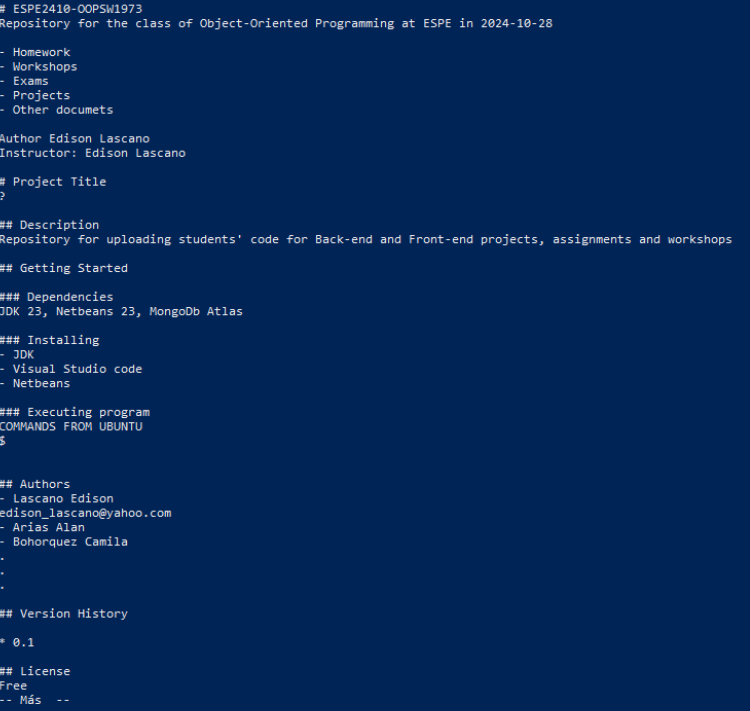 # ESPE2410-OOPSW1973
Repository for the class of Object-Oriented Programming at ESPE in 2024-10-28
- Homework
- Workshops
- Exams
- Projects
- Other documets
Author Edison Lascano
Instructor: Edison Lascano
# Project Title
?
## Description
Repository for uploading students' code for Back-end and Front-end projects, assignments and workshops
## Getting Started
### Dependencies
JDK 23, Netbeans 23, MongoDb Atlas
### Installing
- JDK
- Visual Studio code
- Netbeans
### Executing program
COMMANDS FROM UBUNTU
$
## Authors
- Lascano Edison
edison_lascano@yahoo.com
- Arias Alan
- Bohorquez Camila
.
.
.
## Version History
* 0.1
## License
Free
-- Más  --